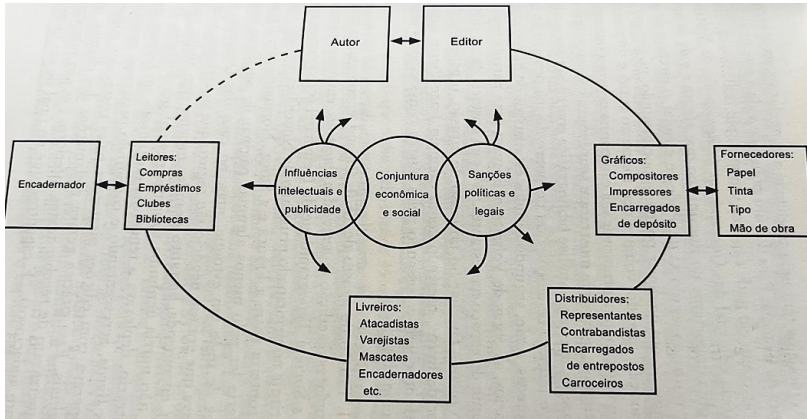 Autor
Editor
Encadernador
Leitores:
Compras
Empréstimos
Clubes
Bibliotecas
Influências
intelectuais e
publicidade
Conjuntura
econômica
e social
Sanções
políticas e
legais
Gráficos:
Compositores
Impressores
Encarregados
de depósito
Fornecedores:
Papel
Tinta
Tipo
Mão de obra
Livreiros:
Atacadistas
Varejistas
Mascates
Encadernadores
etc.
Distribuidores:
Representantes
Contrabandistas
Encarregados
de entrepostos
Carroceiros